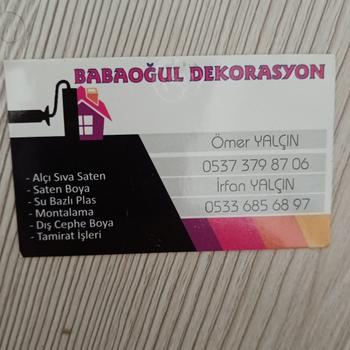 BABAOĞUL DEKORASYON
Ömer YALÇIN
0537 379 87 06
İrfan YALÇIN
0533 685 68 97
- Alçı Sıva Saten
- Saten Boya
- Su Bazlı Plas
- Montalama
- Dış Cephe Boya
- Tamirat İşleri